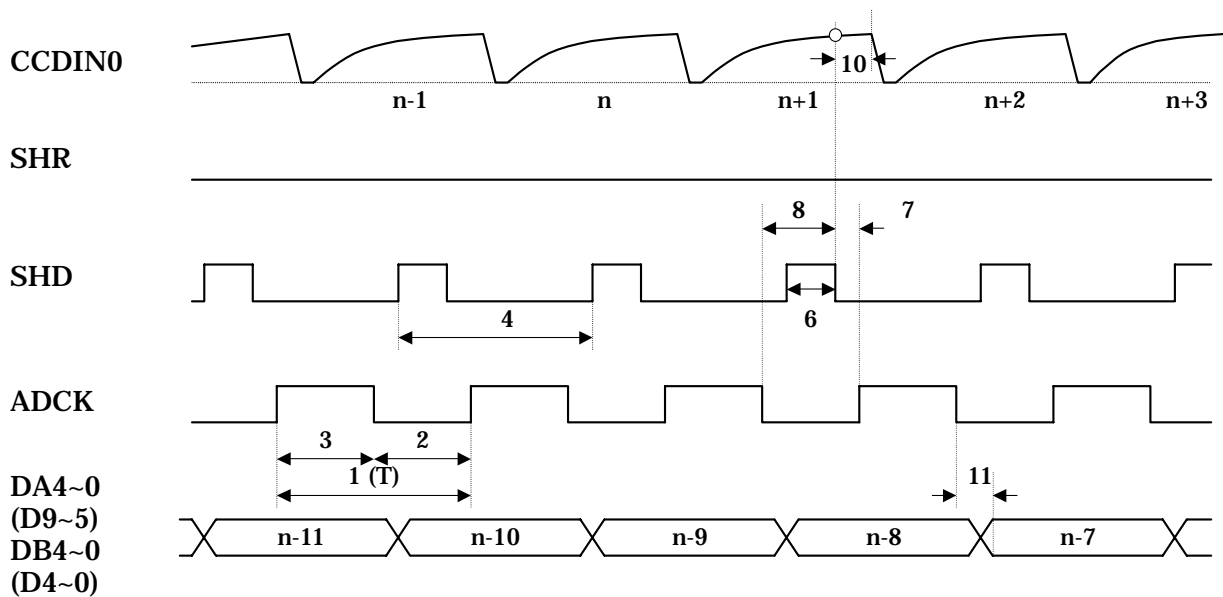 CCDIN0
10
n-1 n n+1 n+2 n+3
SHR
8 7
SHD
6
4
ADCK
3 2
1 (T)
11
DA4~0
(D9~5)
DB4~0
(D4~0)
n-11 n-10 n-9 n-8 n-7